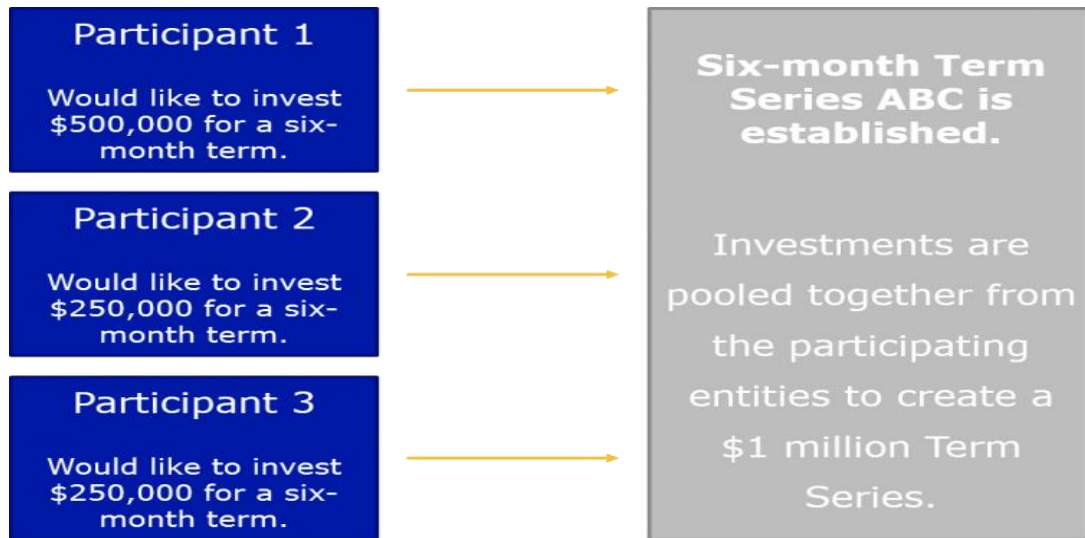 Participant 1
Would like to invest
$500,000 for a six-
month term.
Participant 2
Would like to invest
$250,000 for a six-
month term.
Participant 3
Would like to invest
$250,000 for a six-
month term.
Six-month Term
Series ABC is
established.
Investments are
pooled together from
the participating
entities to create a
$1 million Term
Series.